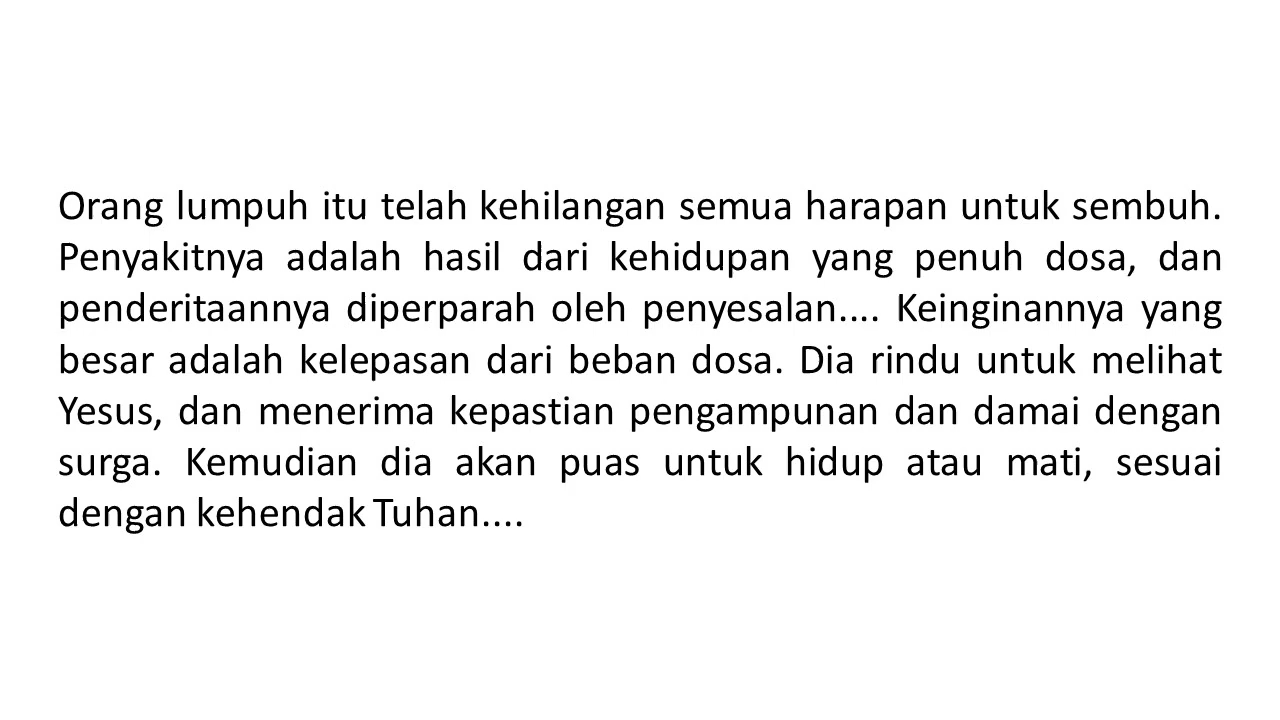 Orang lumpuh itu telah kehilangan semua harapan untuk sembuh.
Penyakitnya adalah hasil dari kehidupan yang penuh dosa, dan
penderitaannya diperparah oleh penyesalan.... Keinginannya yang
besar adalah kelepasan dari beban dosa. Dia rindu untuk melihat
Yesus, dan menerima kepastian pengampunan dan damai dengan
surga. Kemudian dia akan puas untuk hidup atau mati, sesuai
dengan kehendak Tuhan....